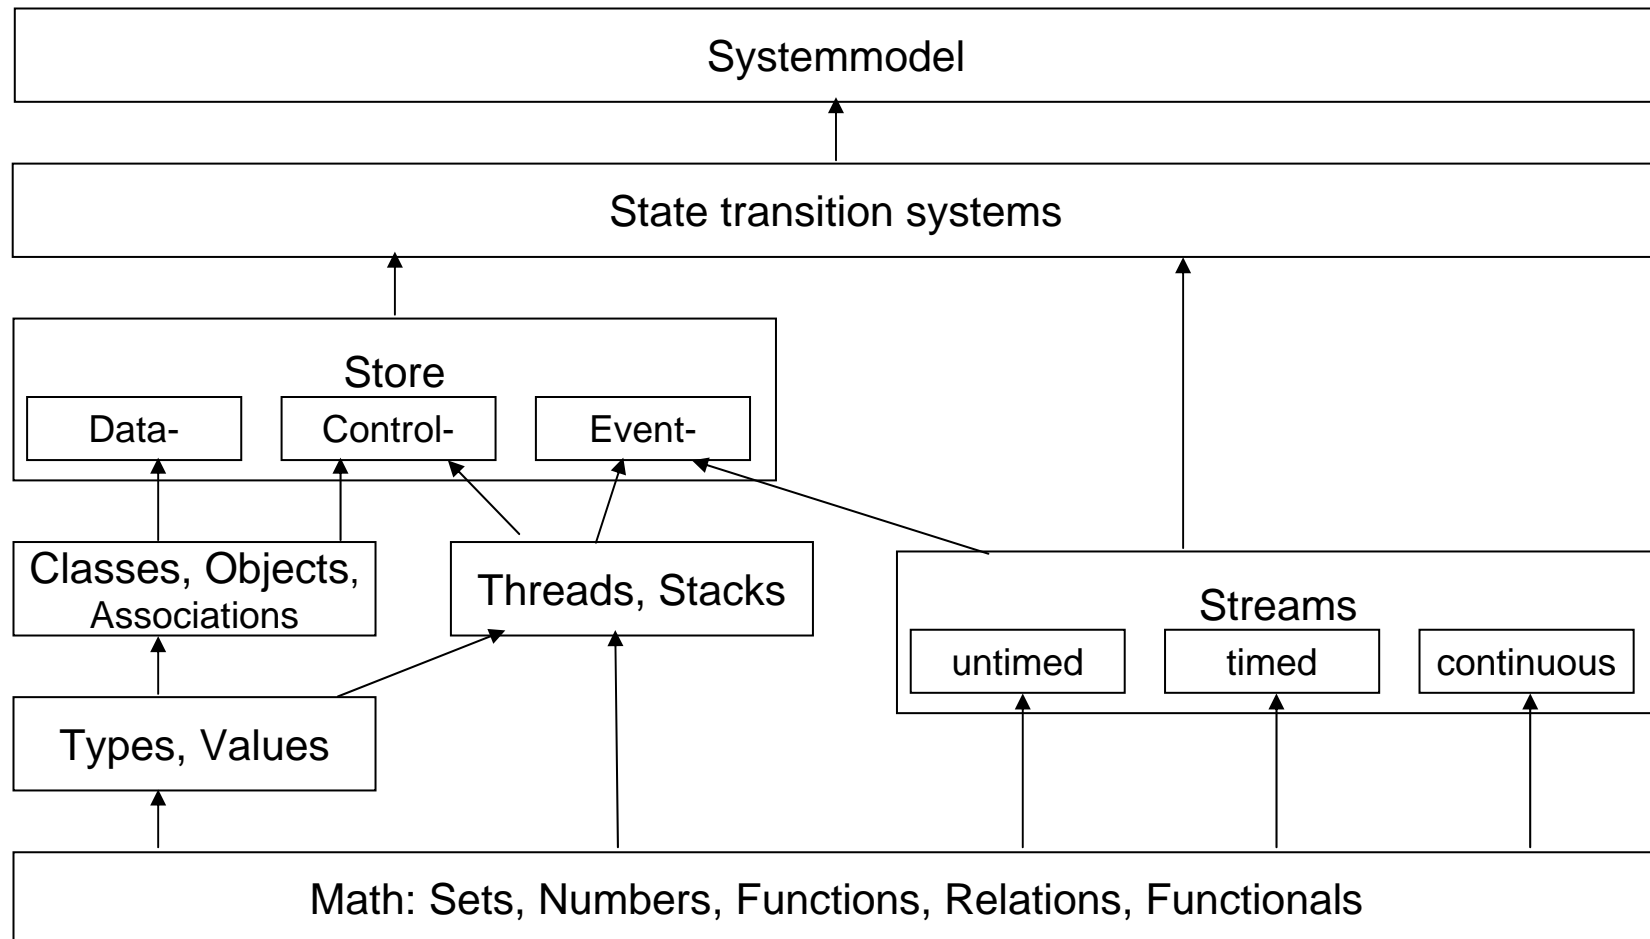 Systemmodel
State transition systems
Store
Data-
Control-
Event-
Classes, Objects,
Associations
Threads, Stacks
Streams
untimed
timed
continuous
Types, Values
Math: Sets, Numbers, Functions, Relations, Functionals